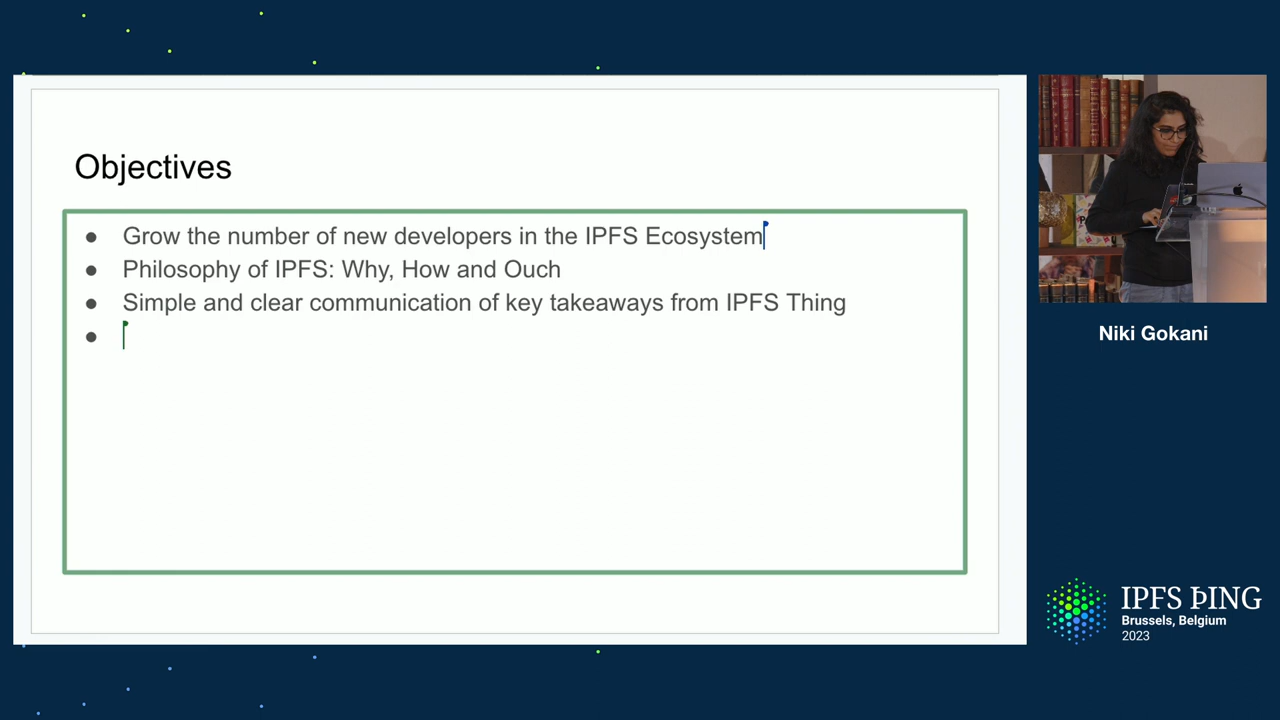 Objectives
● Grow the number of new developers in the IPFS Ecosystem
● Philosophy of IPFS: Why, How and Ouch
● Simple and clear communication of key takeaways from IPFS Thing
●
Niki Gokani
IPFS ÞING
Brussels, Belgium
2023